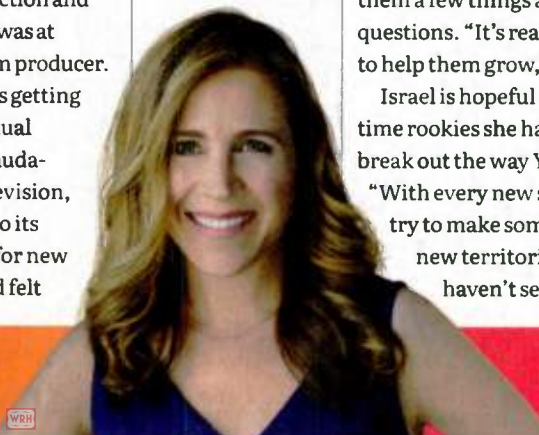 ction and
was at
m producer.
s getting
ual
uda-
evision,
o its
for new
d felt
them a few things a
questions. “It’s rea
to help them grow,
Israel is hopeful
time rookies she ha
break out the way Y
“With every new s
try to make som
new territori
haven’t se
WRH